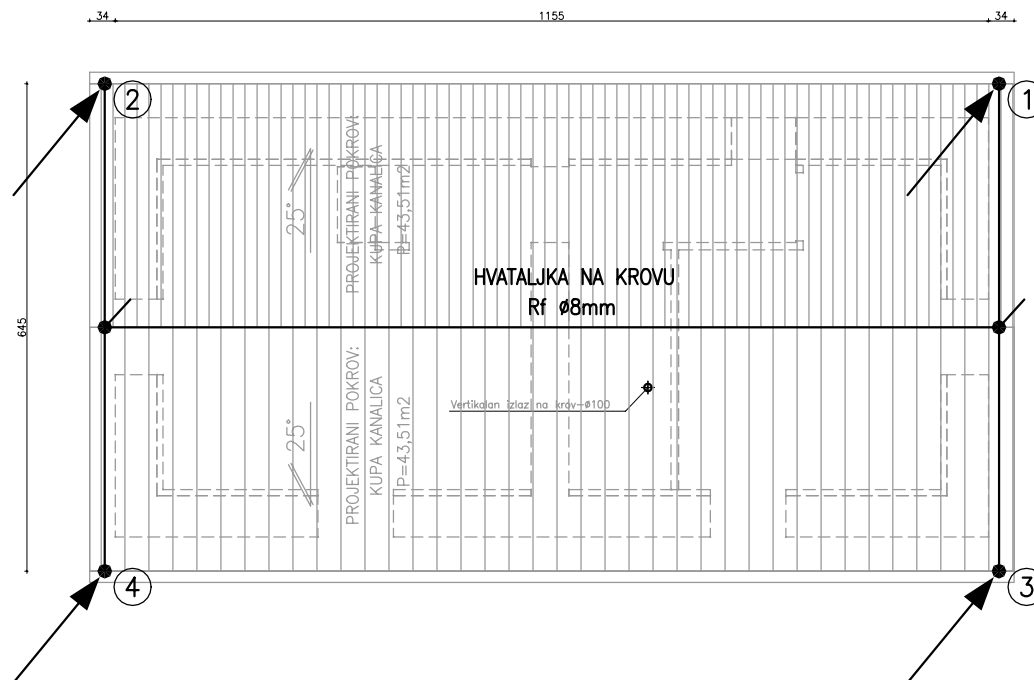 34 1155 34
2
1
25°
PROJEKTIRANI POKROV:
KUPA KANALICA
P=43,51m2
HVATALJKA NA KROVU
Rf ø8mm
645
Vertikalan izlaz na krov-ø100
25°
PROJEKTIRANI POKROV:
KUPA KANALICA
P=43,51m2
4
3